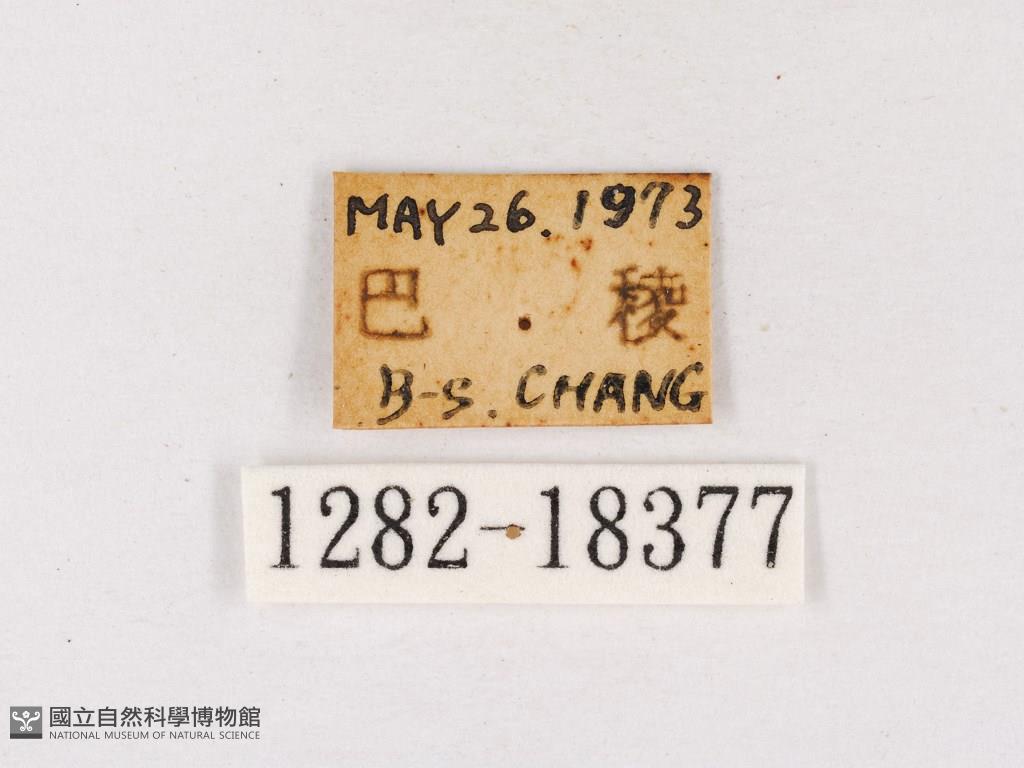 MAY 26. 1973
巴 稜
B-S. CHANG
1282-18377
國立自然科學博物館
NATIONAL MUSEUM OF NATURAL SCIENCE